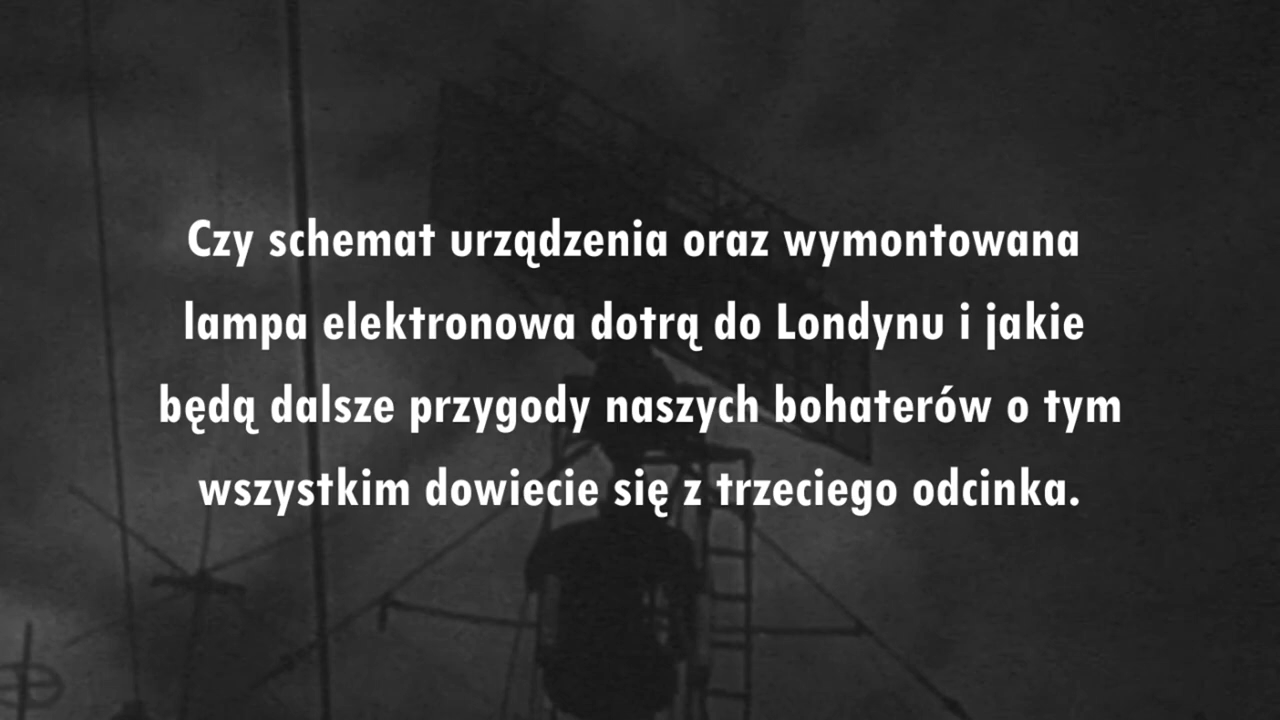 Czy schemat urządzenia oraz wymontowana
lampa elektronowa dotrą do Londynu i jakie
będą dalsze przygody naszych bohaterów o tym
wszystkim dowiecie się z trzeciego odcinka.